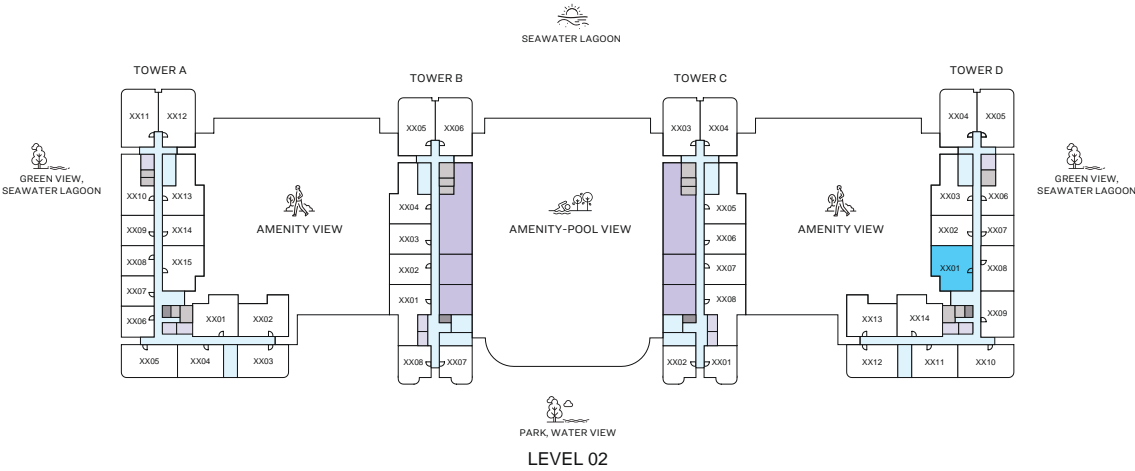 SEAWATER LAGOON
TOWER A
TOWER B
TOWER C
TOWER D
XX11
XX12
XX05
XX06
XX03
XX04
XX04
XX05
GREEN VIEW,
SEAWATER LAGOON
GREEN VIEW,
SEAWATER LAGOON
XX10
XX13
XX04
XX05
XX03
XX06
AMENITY VIEW
AMENITY-POOL VIEW
AMENITY VIEW
XX09
XX14
XX03
XX06
XX02
XX07
XX08
XX15
XX02
XX07
XX01
XX08
XX07
XX01
XX08
XX06
XX01
XX02
XX13
XX14
XX09
XX05
XX04
XX03
XX08
XX07
XX02
XX01
XX12
XX11
XX10
PARK, WATER VIEW
LEVEL 02